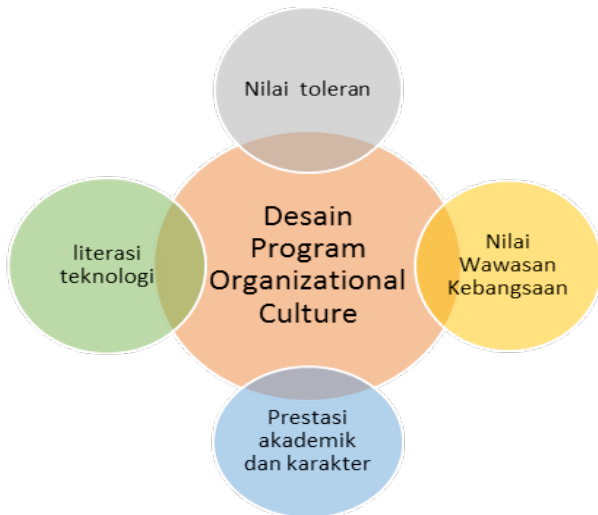 Nilai toleran
Desain
Program
Organizational
Culture
literasi
teknologi
Nilai
Wawasan
Kebangsaan
Prestasi
akademik
dan karakter